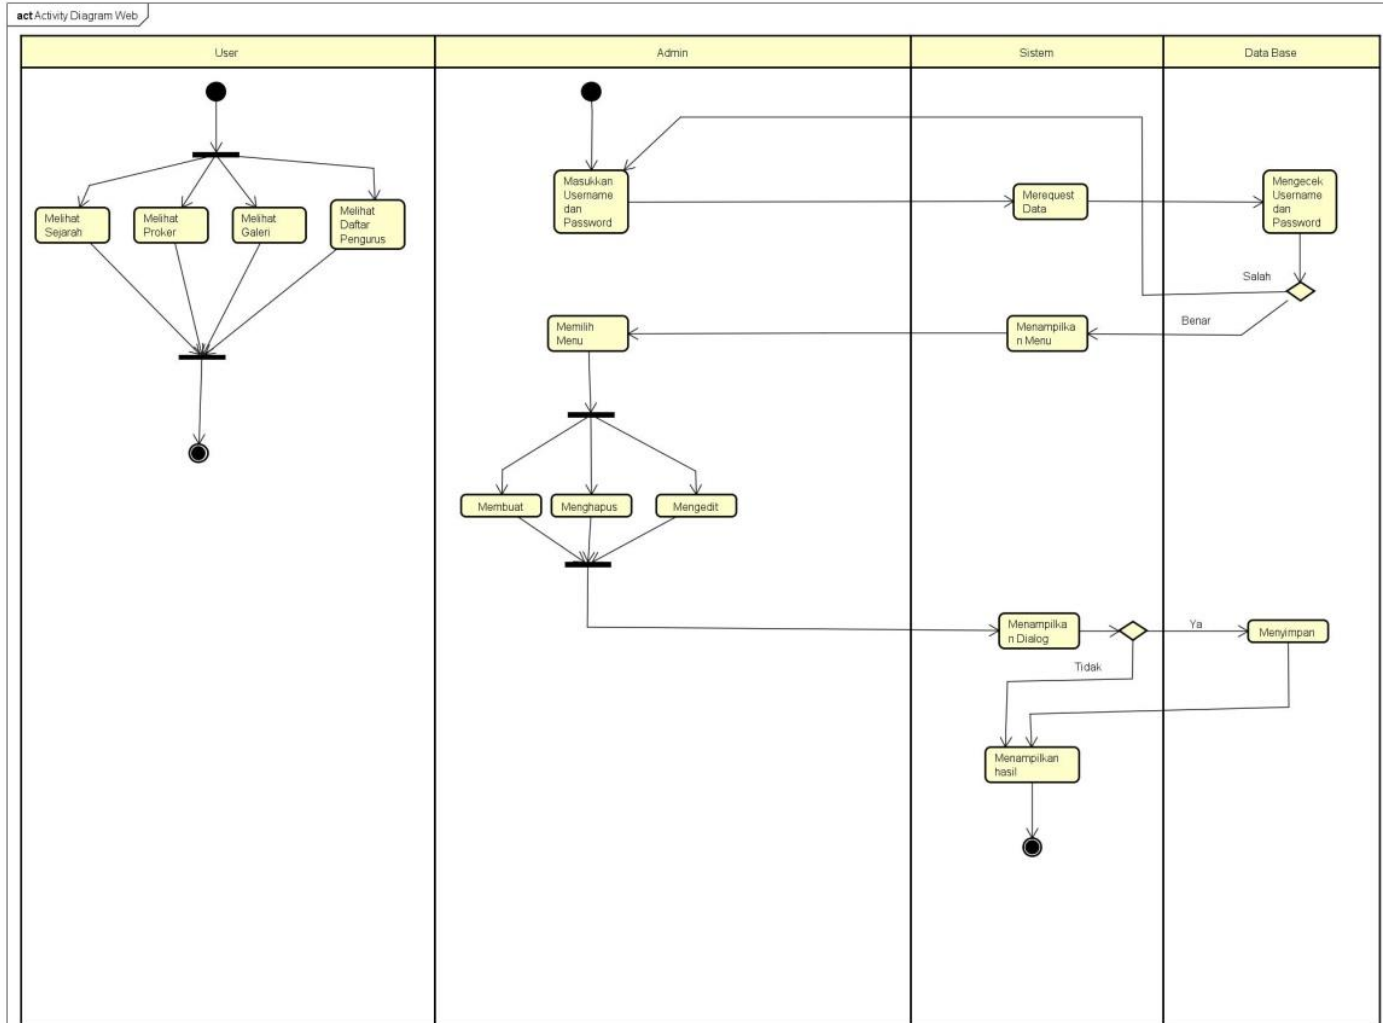 act Activity Diagram Web
User
Admin
Sistem
Data Base
Melihat
Sejarah
Melihat
Proker
Melihat
Galeri
Melihat
Daftar
Pengurus
Masukkan
Username
dan
Password
Merequest
Data
Mengecek
Username
dan
Password
Salah
Benar
Memilih
Menu
Menampilka
n Menu
Membuat
Menghapus
Mengedit
Menampilka
n Dialog
Ya
Menyimpan
Tidak
Menampilkan
hasil